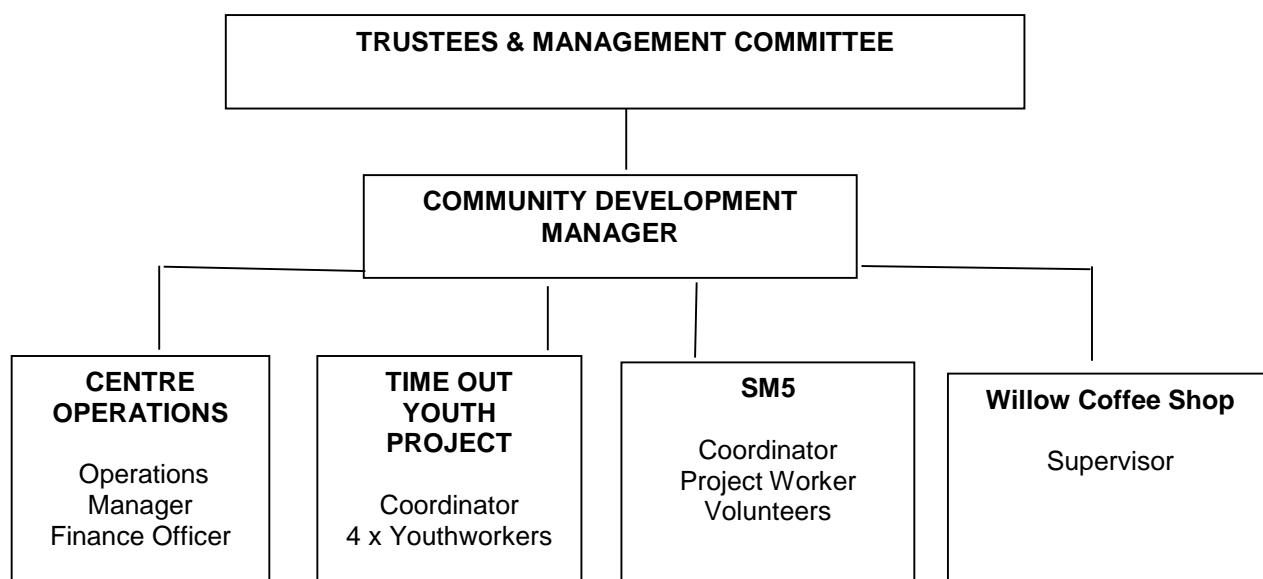 TRUSTEES & MANAGEMENT COMMITTEE
COMMUNITY DEVELOPMENT
MANAGER
CENTRE
OPERATIONS
Operations
Manager
Finance Officer
TIME OUT
YOUTH
PROJECT
Coordinator
4 x Youthworkers
SM5
Coordinator
Project Worker
Volunteers
Willow Coffee Shop
Supervisor